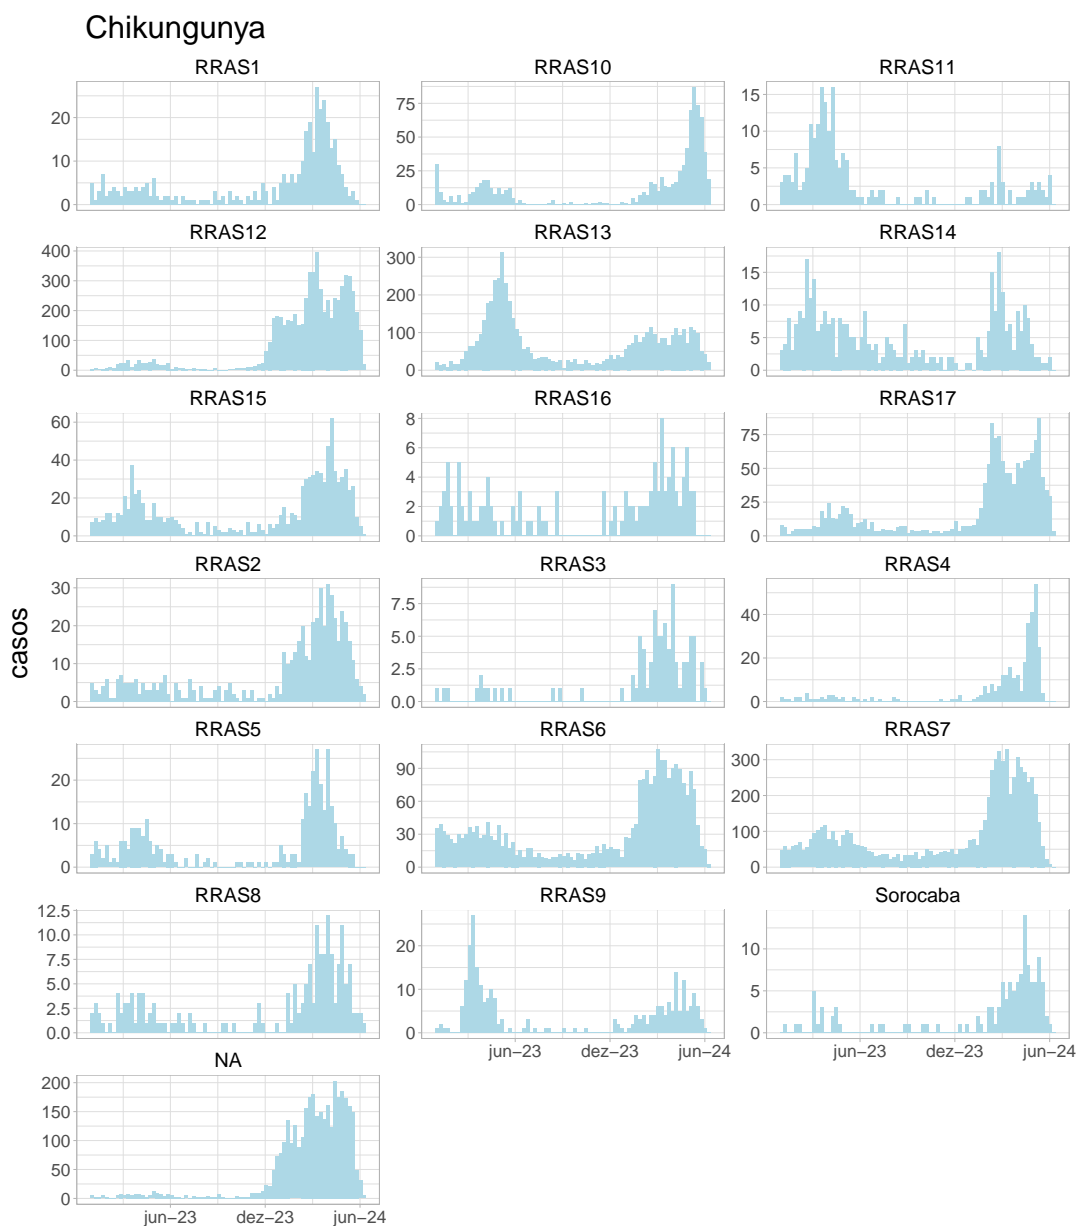 Chikungunya
RRAS1 RRAS10 RRAS11
20 10 0
75 50 25 0
15 10 5 0
RRAS12 RRAS13 RRAS14
400 300 200 100 0
300 200 100 0
15 10 5 0
RRAS15 RRAS16 RRAS17
60 40 20 0
8 6 4 2 0
75 50 25 0
RRAS2 RRAS3 RRAS4
30 20 10 0
7.5 5.0 2.5 0.0
40 20 0
casos
RRAS5 RRAS6 RRAS7
20 10 0
90 60 30 0
300 200 100 0
RRAS8 RRAS9 Sorocaba
12.5 10.0 7.5 5.0 2.5 0.0
20 10 0
10 5 0
jun−23 dez−23 jun−24 jun−23 dez−23 jun−24
NA
200 150 100 50 0
jun−23 dez−23 jun−24